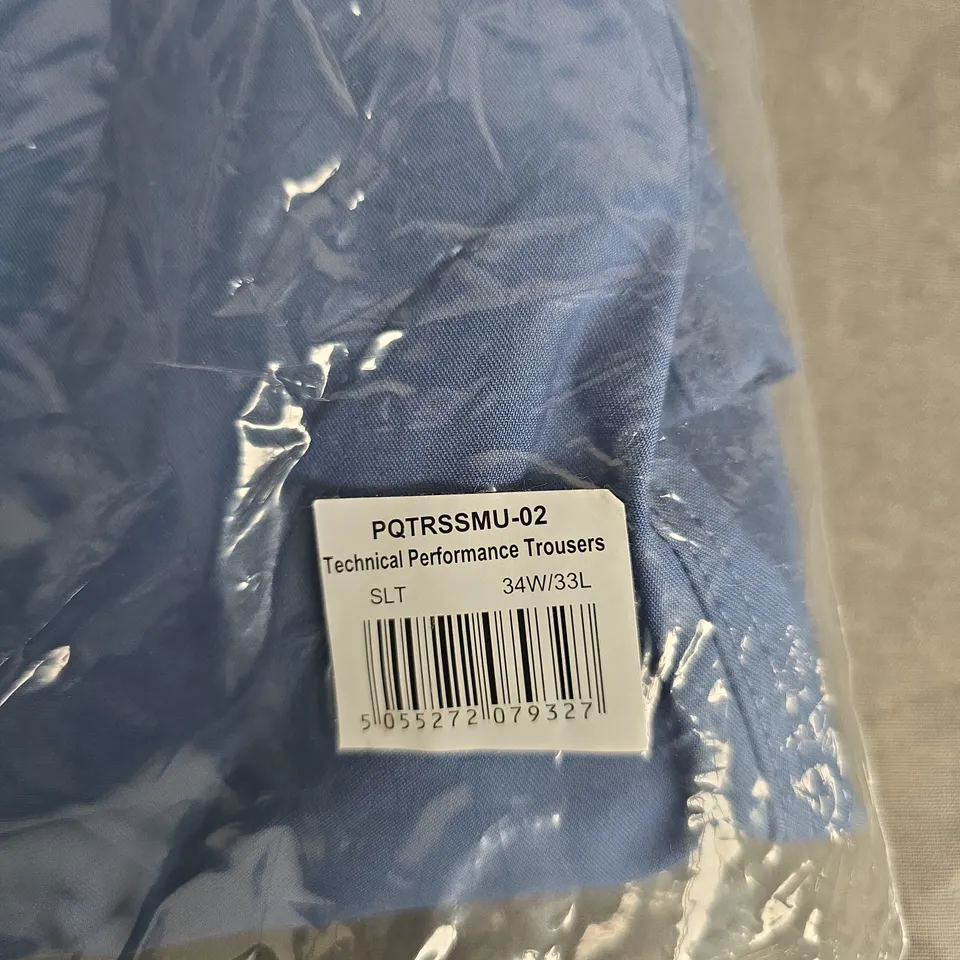 PQTRSSMU-02
Technical Performance Trousers
SLT 34W/33L
5 055272 079327